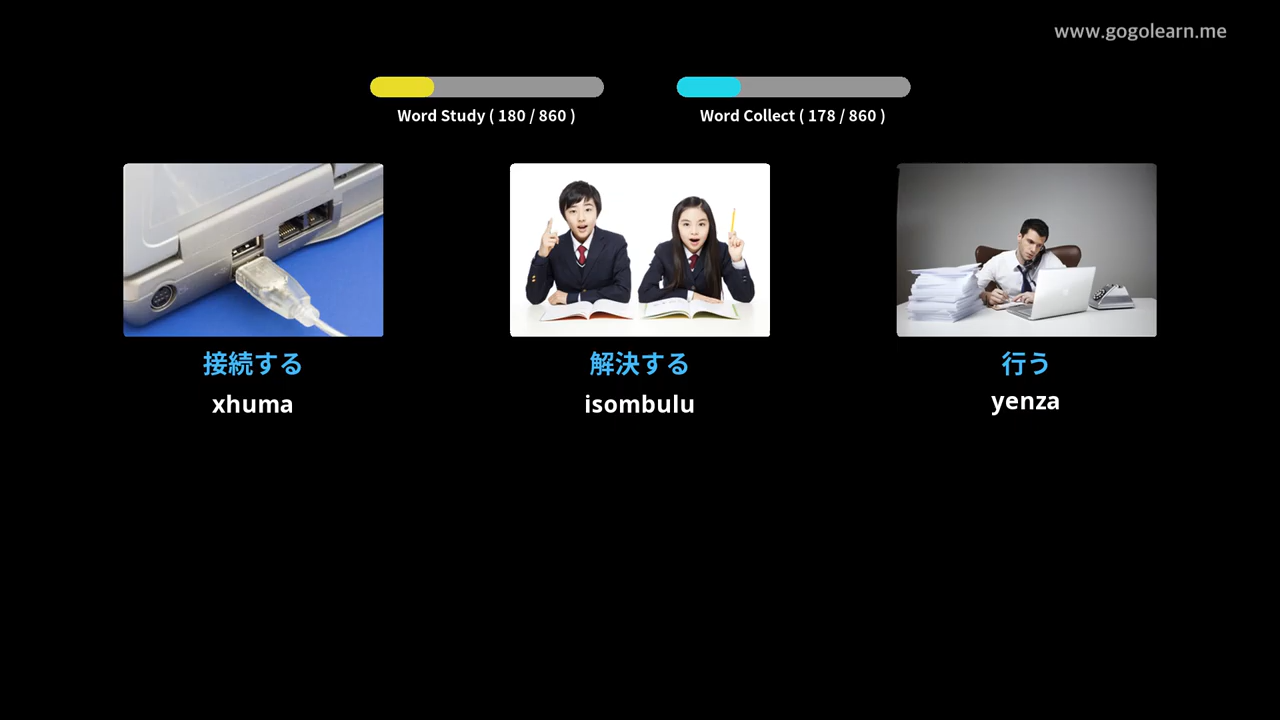 www.gogolearn.me
Word Study ( 180 / 860 )
Word Collect ( 178 / 860 )
接続する
xhuma
解決する
isombulu
行う
yenza